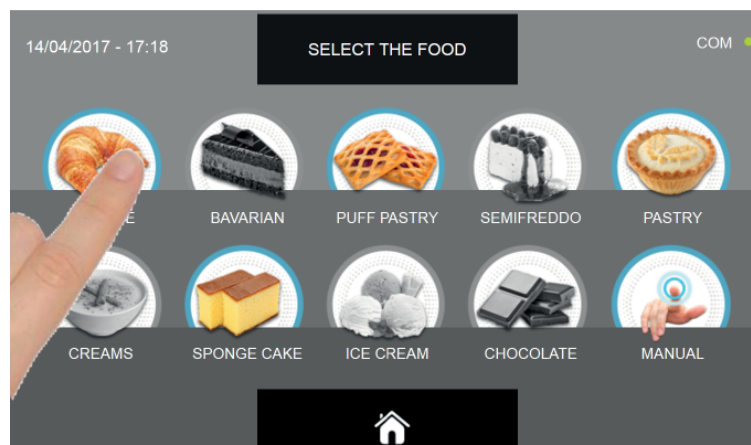 14/04/2017 - 17:18
SELECT THE FOOD
COM
BAVARIAN
PUFF PASTRY
SEMIFREDDO
PASTRY
CREAMS
SPONGE CAKE
ICE CREAM
CHOCOLATE
MANUAL